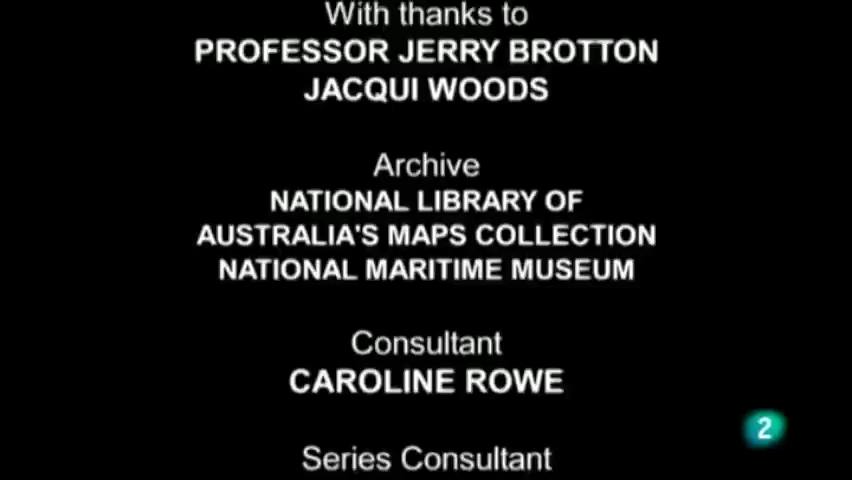 With thanks to
PROFESSOR JERRY BROTTON
JACQUI WOODS
Archive
NATIONAL LIBRARY OF
AUSTRALIA'S MAPS COLLECTION
NATIONAL MARITIME MUSEUM
Consultant
CAROLINE ROWE
2
Series Consultant